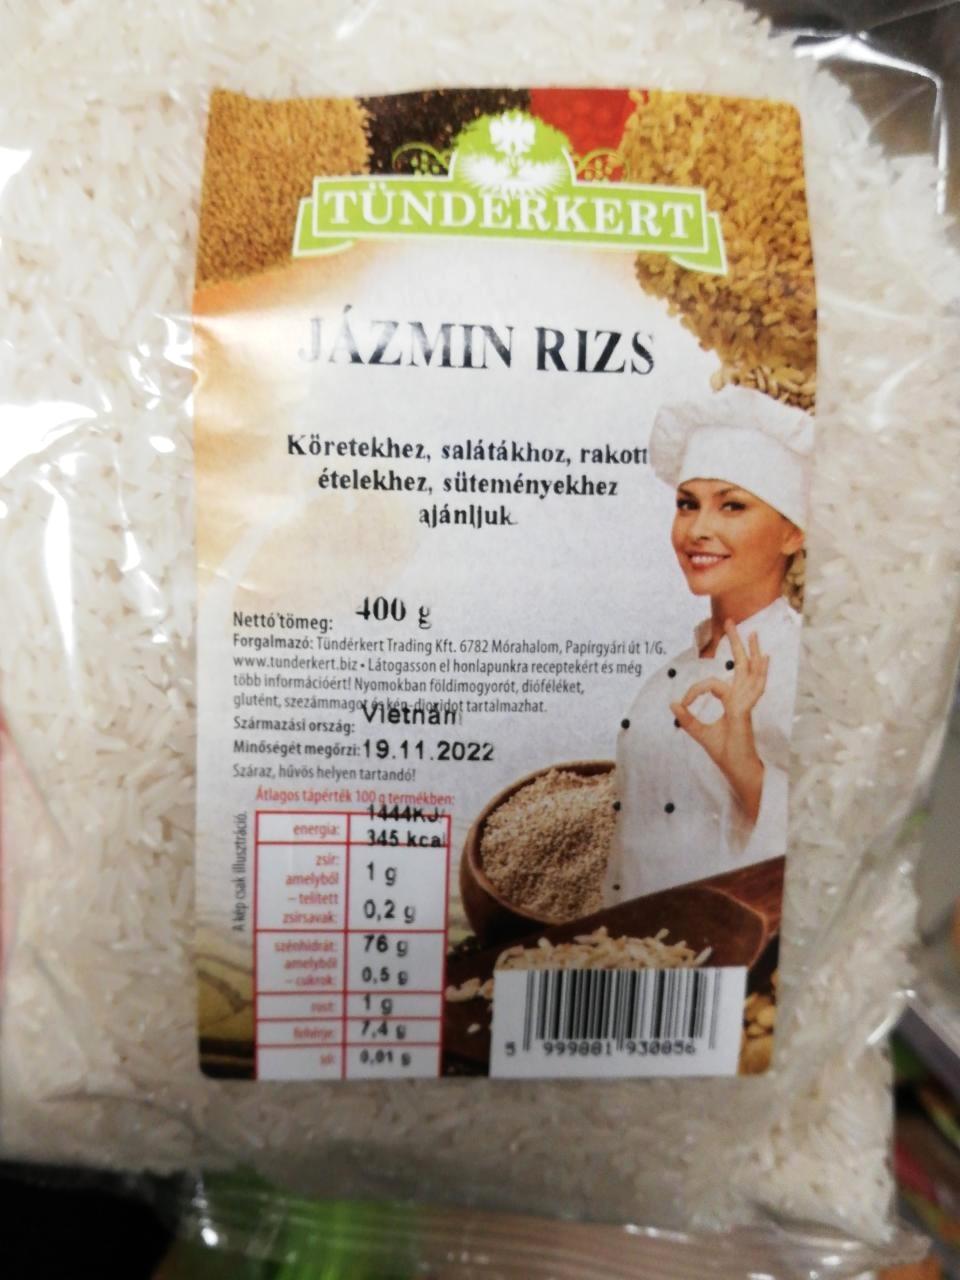 TÜNDÉRKERT
JÁZMIN RIZS
Köretekhez, salátákhoz, rakott
ételekhez, süteményekhez
ajánljuk.
Nettó tömeg: 400 g
Forgalmazó: Tündérkert Trading Kft. 6782 Mórahalom, Papírgyári út 1/G.
www.tunderkert.biz • Látogasson el honlapunkra receptekért és még
több információért! Nyomokban földimogyorót, dióféléket,
glutént, szezámmagot és kén-dioxidot tartalmazhat.
Származási ország: Vietnám
Minőségét megőrzi: 19.11.2022
Száraz, hűvös helyen tartandó!
Átlagos tápérték 100 g termékben:
energia: 1444KJ/
345 kcal
zsír: 1 g
amelyből
– telített
zsírsavak: 0,2 g
szénhidrát: 76 g
amelyből
– cukrok: 0,5 g
rost: 1 g
fehérje: 7,4 g
só: 0,01 g
A kép csak illusztráció.
5 999881 930856